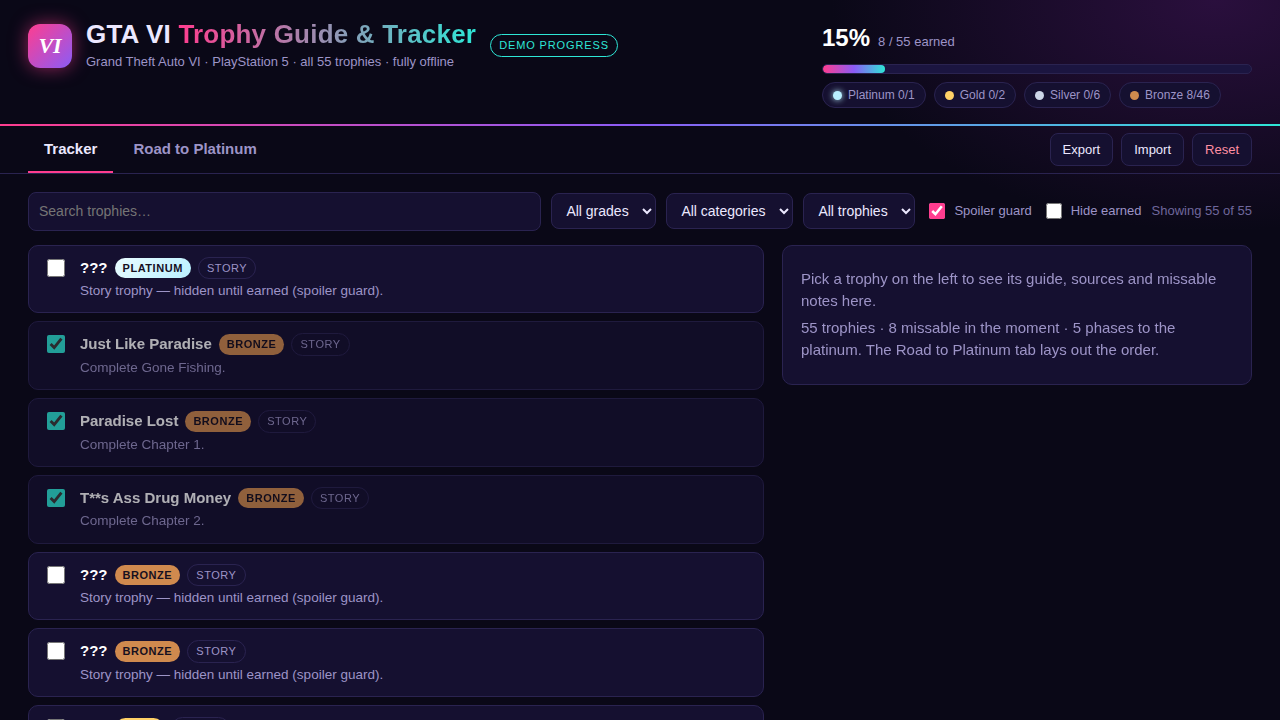 VI
GTA VI Trophy Guide & Tracker
DEMO PROGRESS
Grand Theft Auto VI · PlayStation 5 · all 55 trophies · fully offline
15% 8 / 55 earned
Platinum 0/1
Gold 0/2
Silver 0/6
Bronze 8/46
Tracker
Road to Platinum
Export
Import
Reset
Search trophies…
All grades
All categories
All trophies
Spoiler guard
Hide earned
Showing 55 of 55
??? PLATINUM STORY
Story trophy — hidden until earned (spoiler guard).
Just Like Paradise BRONZE STORY
Complete Gone Fishing.
Paradise Lost BRONZE STORY
Complete Chapter 1.
T**s Ass Drug Money BRONZE STORY
Complete Chapter 2.
??? BRONZE STORY
Story trophy — hidden until earned (spoiler guard).
??? BRONZE STORY
Story trophy — hidden until earned (spoiler guard).
Pick a trophy on the left to see its guide, sources and missable
notes here.
55 trophies · 8 missable in the moment · 5 phases to the
platinum. The Road to Platinum tab lays out the order.